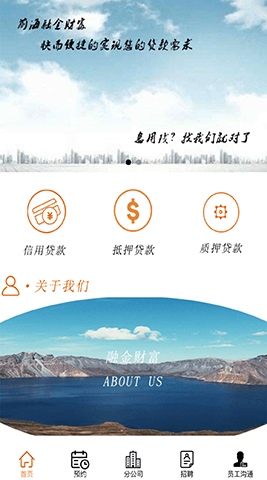 前海融金财富
快而便捷的实现您的贷款需求
急用钱？找我们就对了
信用贷款
抵押贷款
质押贷款
·关于我们
融金财富
ABOUT US
首页
预约
分公司
招聘
员工沟通